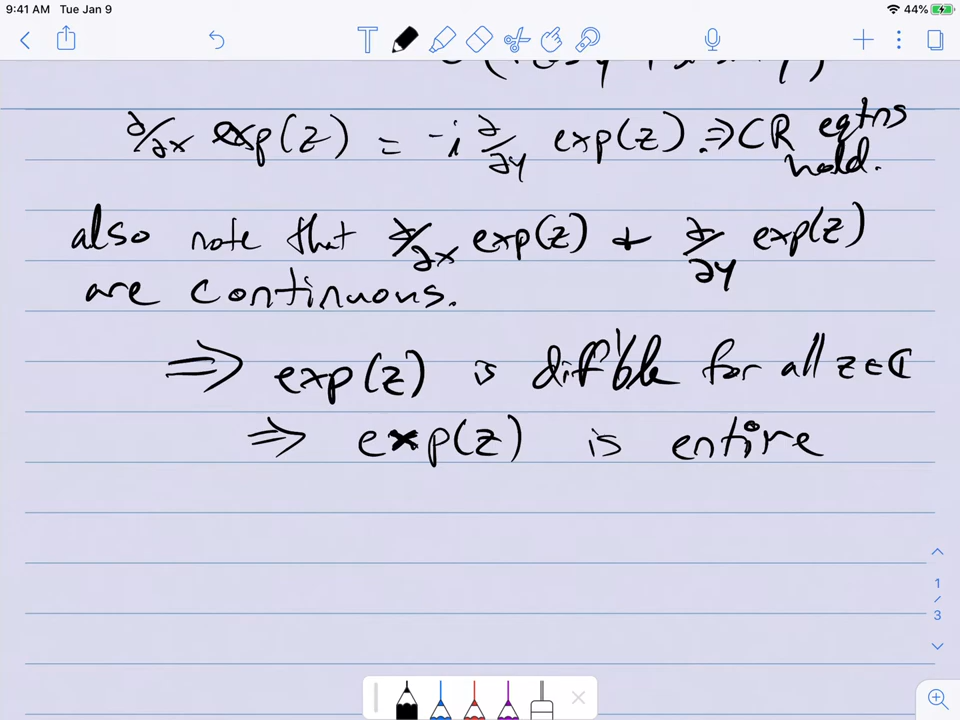 9:41 AM Tue Jan 9
44%
∂/∂x exp(z) = -i ∂/∂y exp(z). ⇒ CR eqtns hold.
also note that ∂/∂x exp(z) + ∂/∂y exp(z)
are continuous.
⇒ exp(z) is diff'ble for all z∈ℂ
⇒ exp(z) is entire
1
/
3